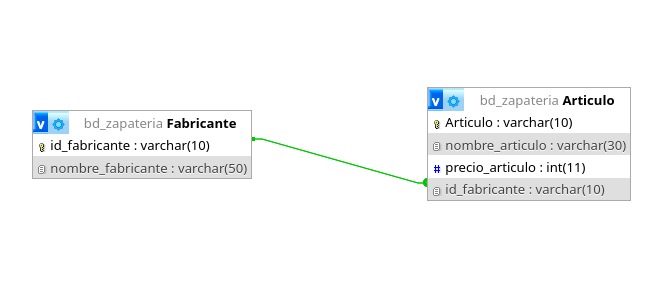 v bd_zapateria Fabricante
id_fabricante : varchar(10)
nombre_fabricante : varchar(50)
v bd_zapateria Articulo
Articulo : varchar(10)
nombre_articulo : varchar(30)
# precio_articulo : int(11)
id_fabricante : varchar(10)